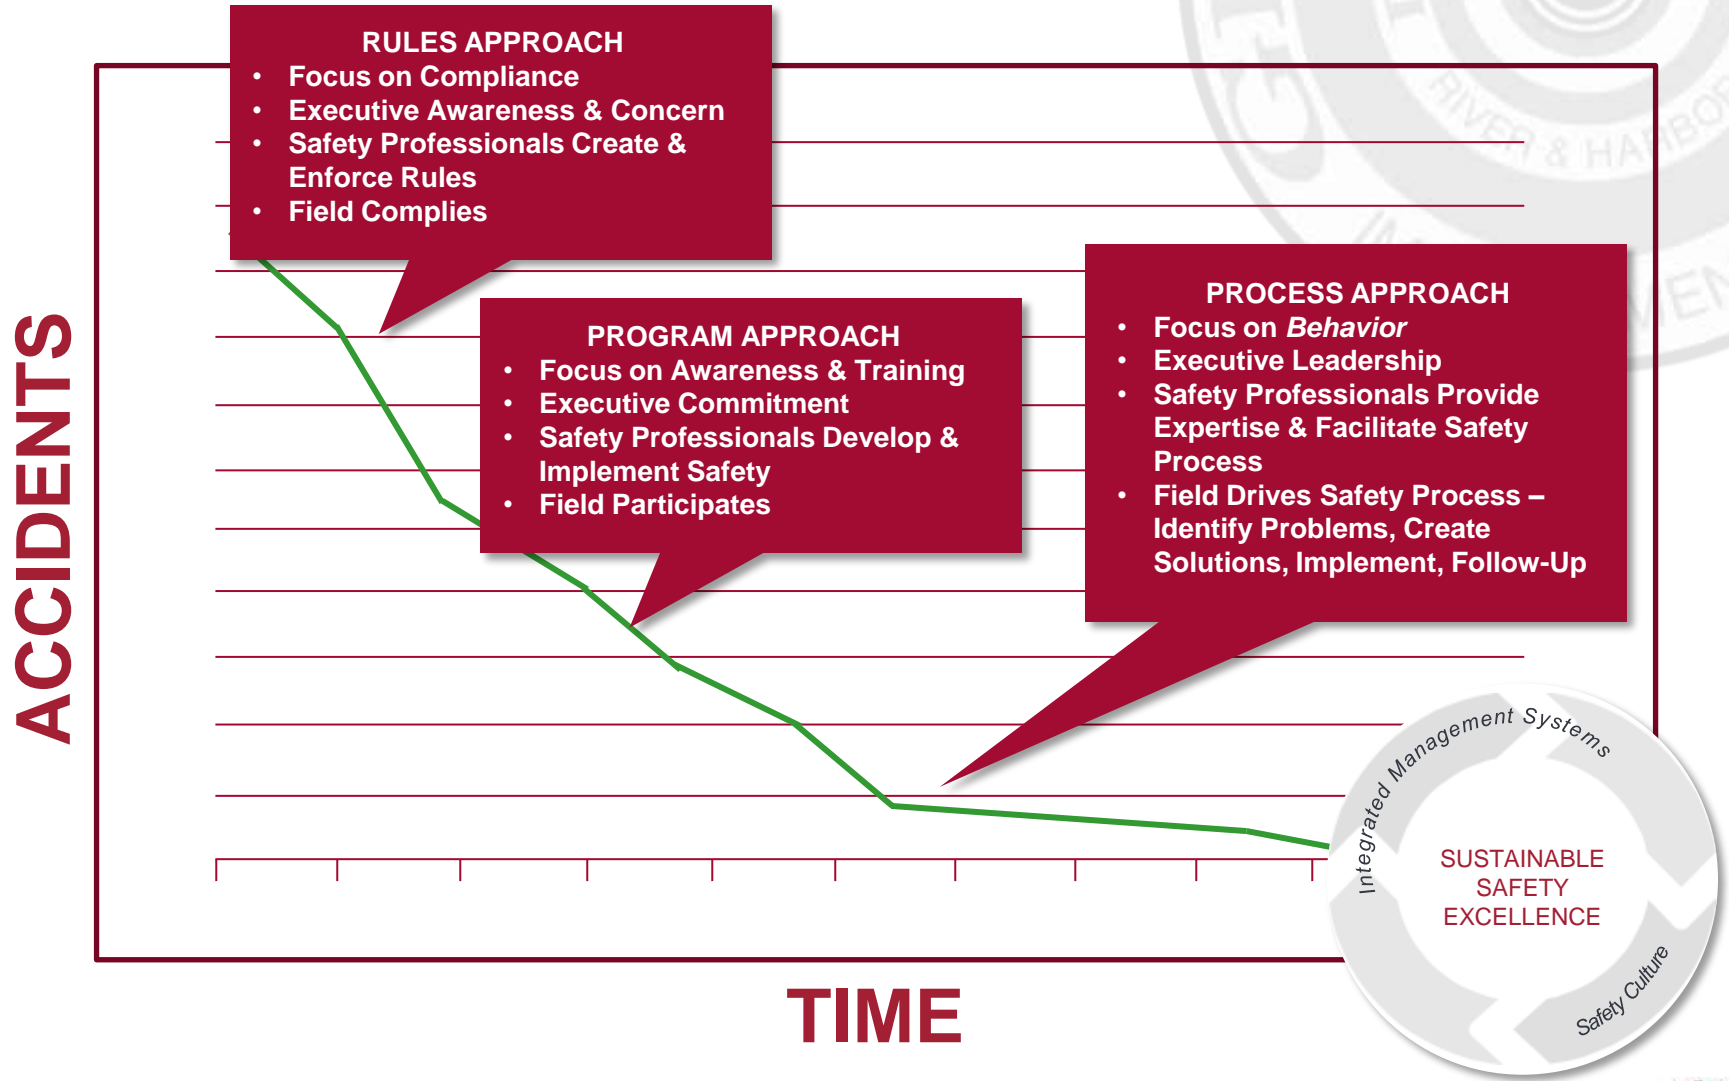 RULES APPROACH
• Focus on Compliance
• Executive Awareness & Concern
• Safety Professionals Create &
Enforce Rules
• Field Complies
PROGRAM APPROACH
• Focus on Awareness & Training
• Executive Commitment
• Safety Professionals Develop &
Implement Safety
• Field Participates
PROCESS APPROACH
• Focus on Behavior
• Executive Leadership
• Safety Professionals Provide
Expertise & Facilitate Safety
Process
• Field Drives Safety Process –
Identify Problems, Create
Solutions, Implement, Follow-Up
ACCIDENTS
TIME
Integrated Management Systems
SUSTAINABLE
SAFETY
EXCELLENCE
Safety Culture
RIVER & HARBO